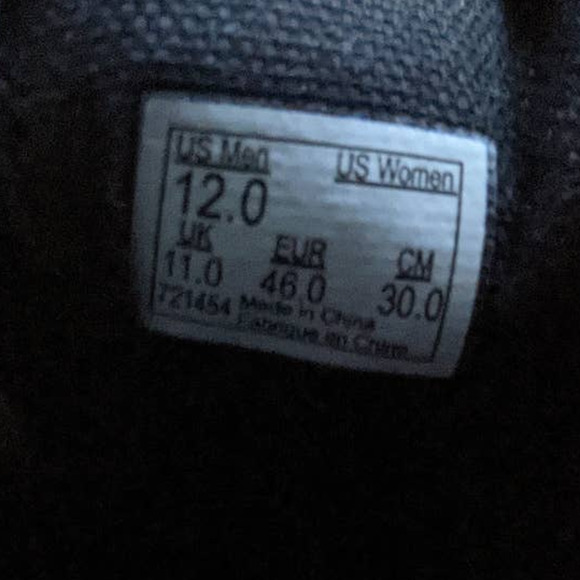 US Men US Women
12.0
UK EUR CM
11.0 46.0 30.0
721454 Made in China
Fabriqué en Chine